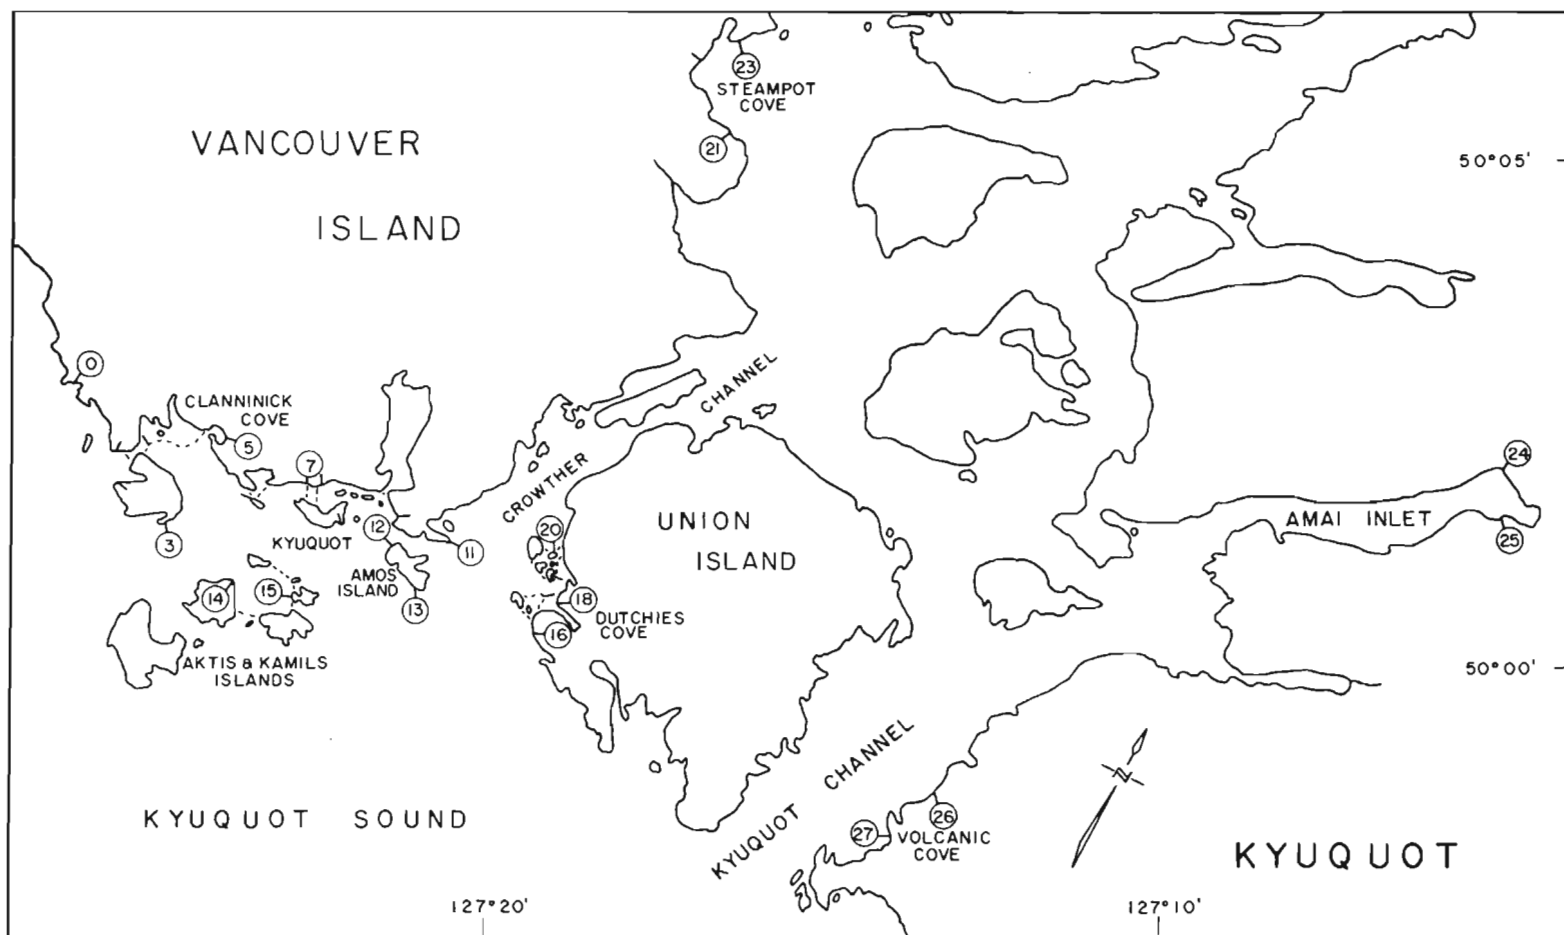 23
STEAMPOT
COVE
VANCOUVER
21
50°05'
ISLAND
0
CHANNEL
CLANNINICK
COVE
5
7
24
CROWTHER
UNION
ISLAND
AMAI INLET
12
20
3
KYUQUOT
11
25
AMOS
ISLAND
14
15
13
18
DUTCHIES
COVE
16
AKTIS & KAMILS
ISLANDS
50°00'
KYUQUOT CHANNEL
N
KYUQUOT SOUND
26
27
VOLCANIC
COVE
KYUQUOT
127°20'
127°10'